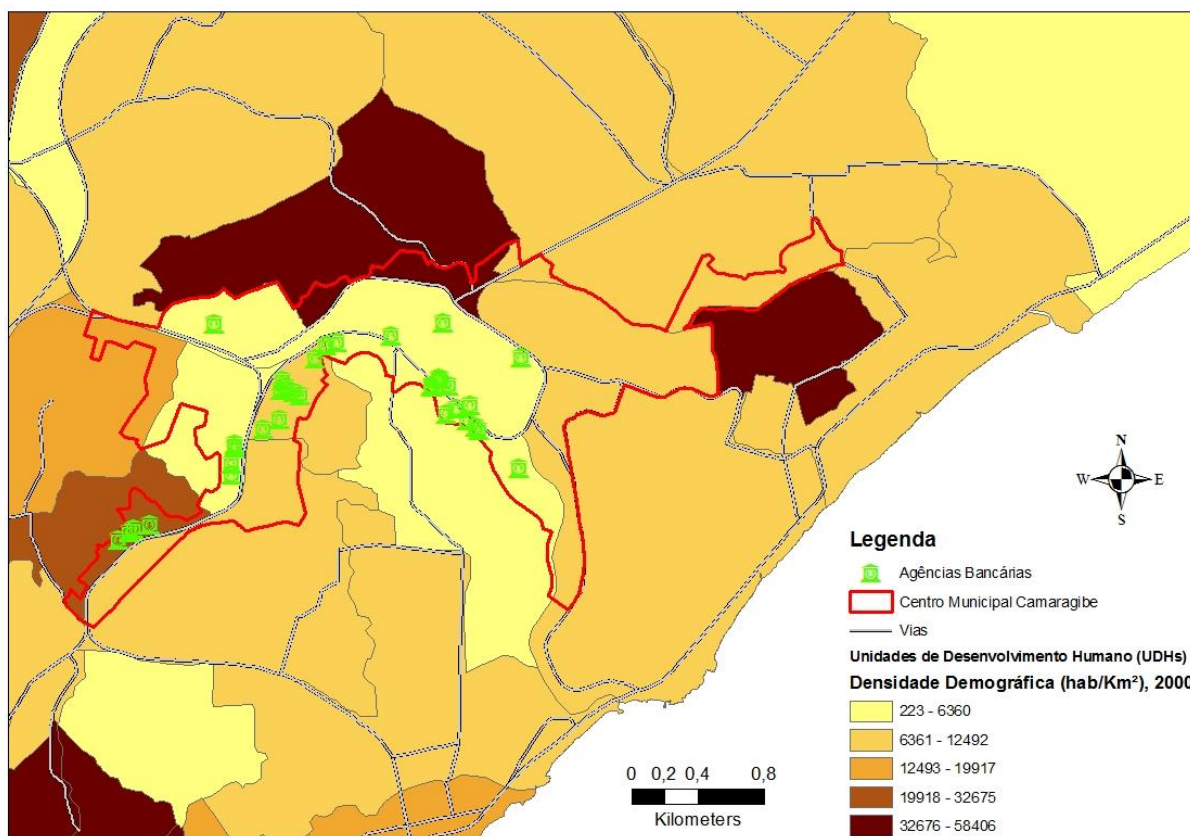 N
W
E
S
Legenda
Agências Bancárias
Centro Municipal Camaragibe
Vias
Unidades de Desenvolvimento Humano (UDHs)
Densidade Demográfica (hab/Km²), 2000
223 - 6360
6361 - 12492
12493 - 19917
19918 - 32675
32676 - 58406
0 0,2 0,4 0,8
Kilometers